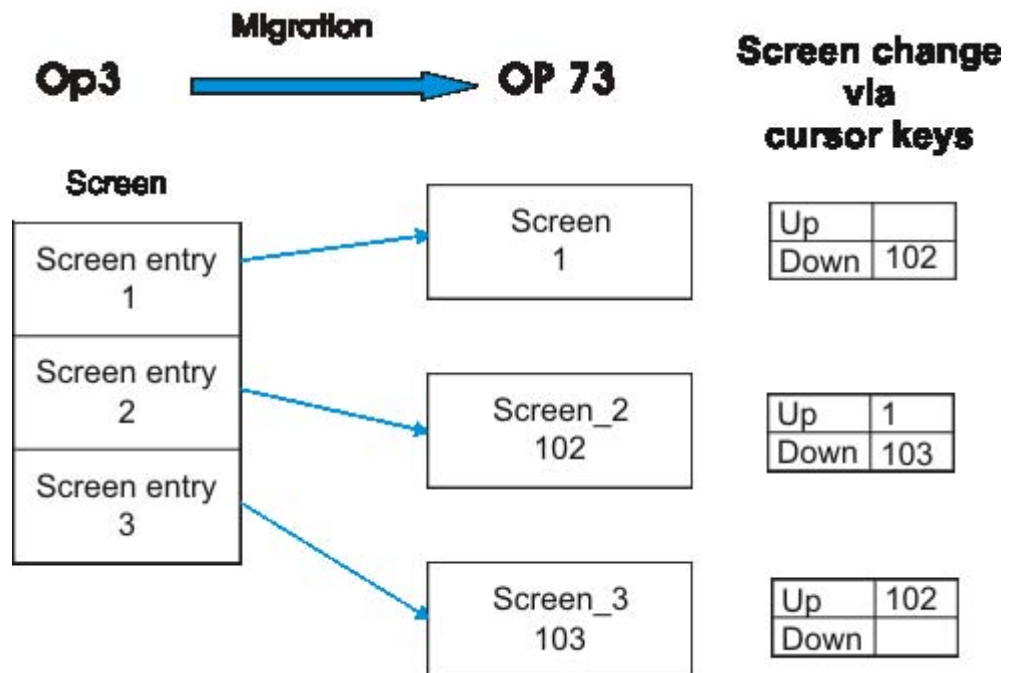 Migration
Op3
OP 73
Screen change
via
cursor keys
Screen
Screen entry
1
Screen entry
2
Screen entry
3
Screen
1
Screen_2
102
Screen_3
103
Up
Down 102
Up 1
Down 103
Up 102
Down